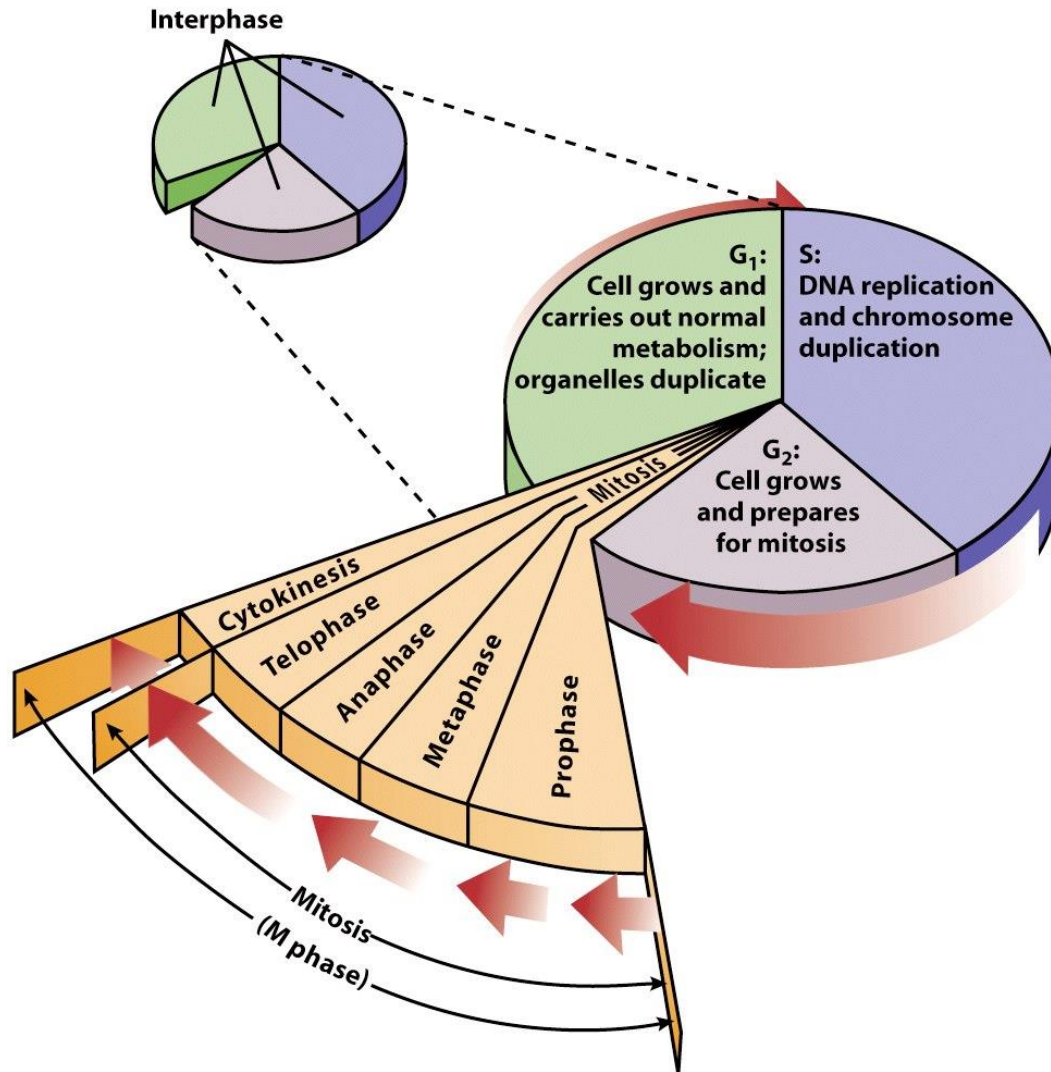 Interphase
G₁:
Cell grows and
carries out normal
metabolism;
organelles duplicate
S:
DNA replication
and chromosome
duplication
G₂:
Cell grows
and prepares
for mitosis
Mitosis
Cytokinesis
Telophase
Anaphase
Metaphase
Prophase
Mitosis
(M phase)